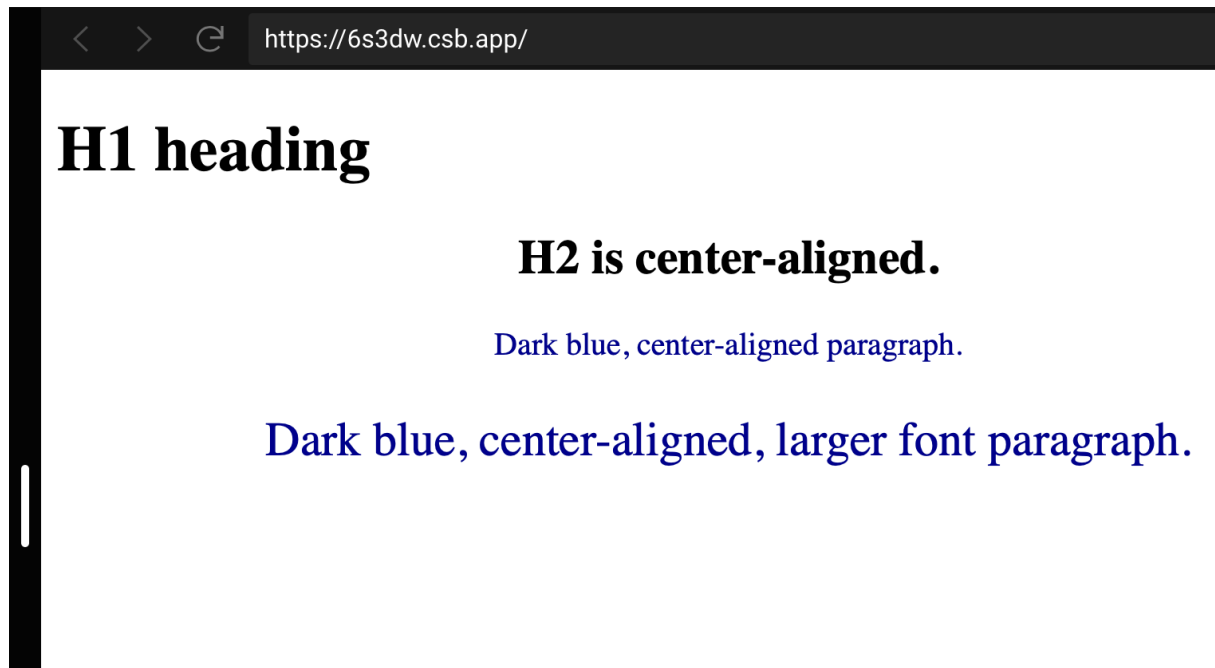 https://6s3dw.csb.app/
H1 heading
H2 is center-aligned.
Dark blue, center-aligned paragraph.
Dark blue, center-aligned, larger font paragraph.